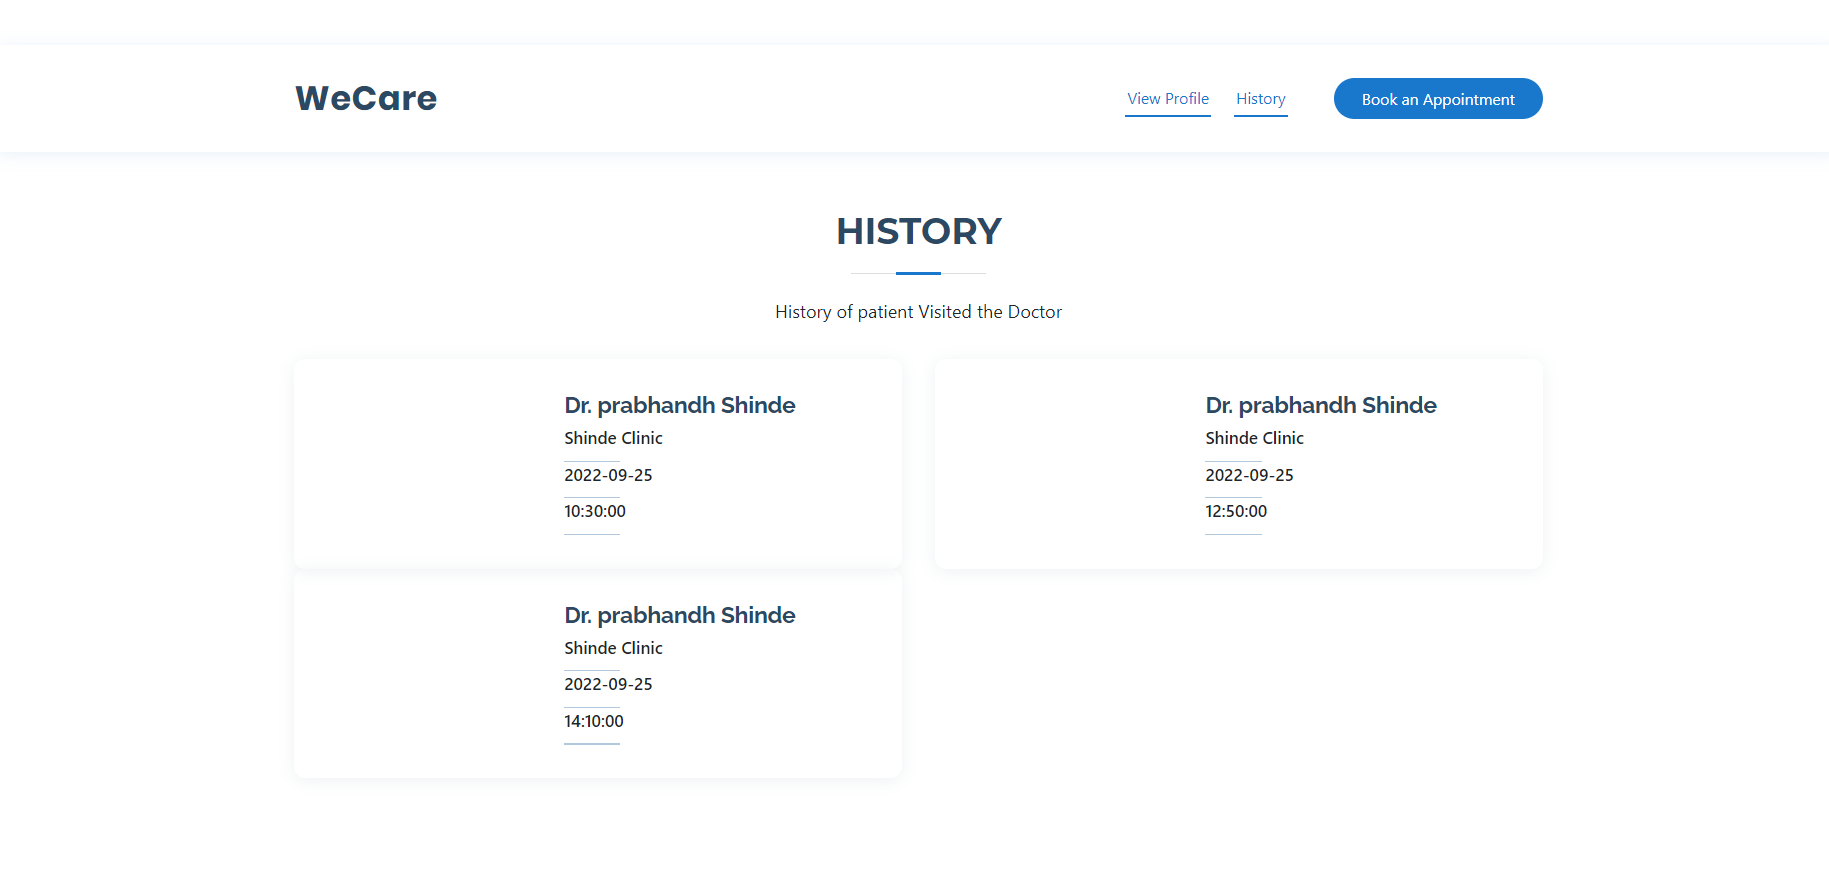 WeCare
View Profile
History
Book an Appointment
HISTORY
History of patient Visited the Doctor
Dr. prabhandh Shinde
Shinde Clinic
2022-09-25
10:30:00
Dr. prabhandh Shinde
Shinde Clinic
2022-09-25
12:50:00
Dr. prabhandh Shinde
Shinde Clinic
2022-09-25
14:10:00